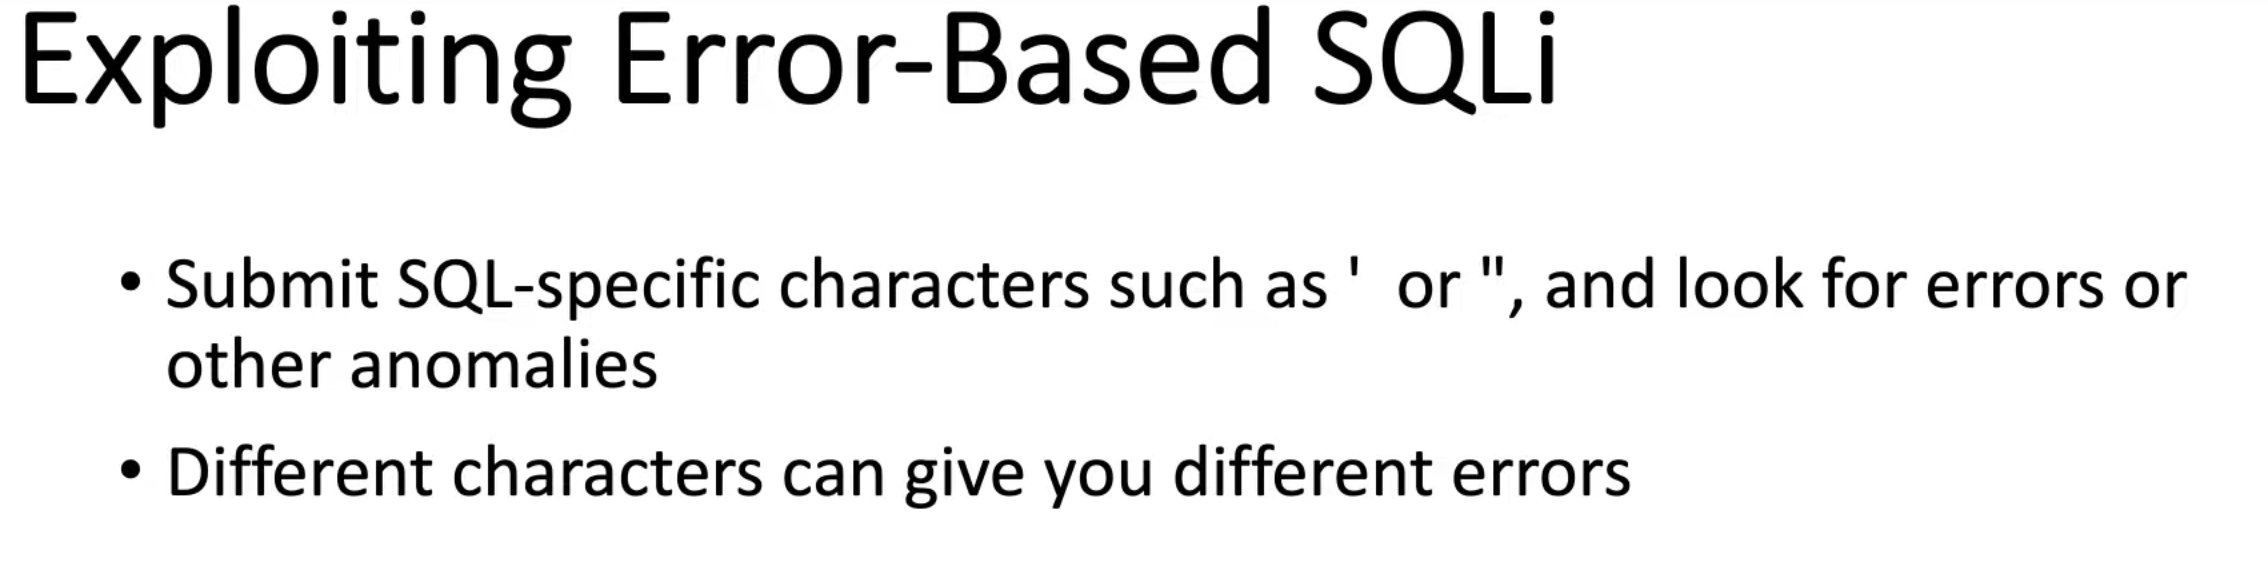 Exploiting Error-Based SQLi
• Submit SQL-specific characters such as ' or ", and look for errors or
other anomalies
• Different characters can give you different errors